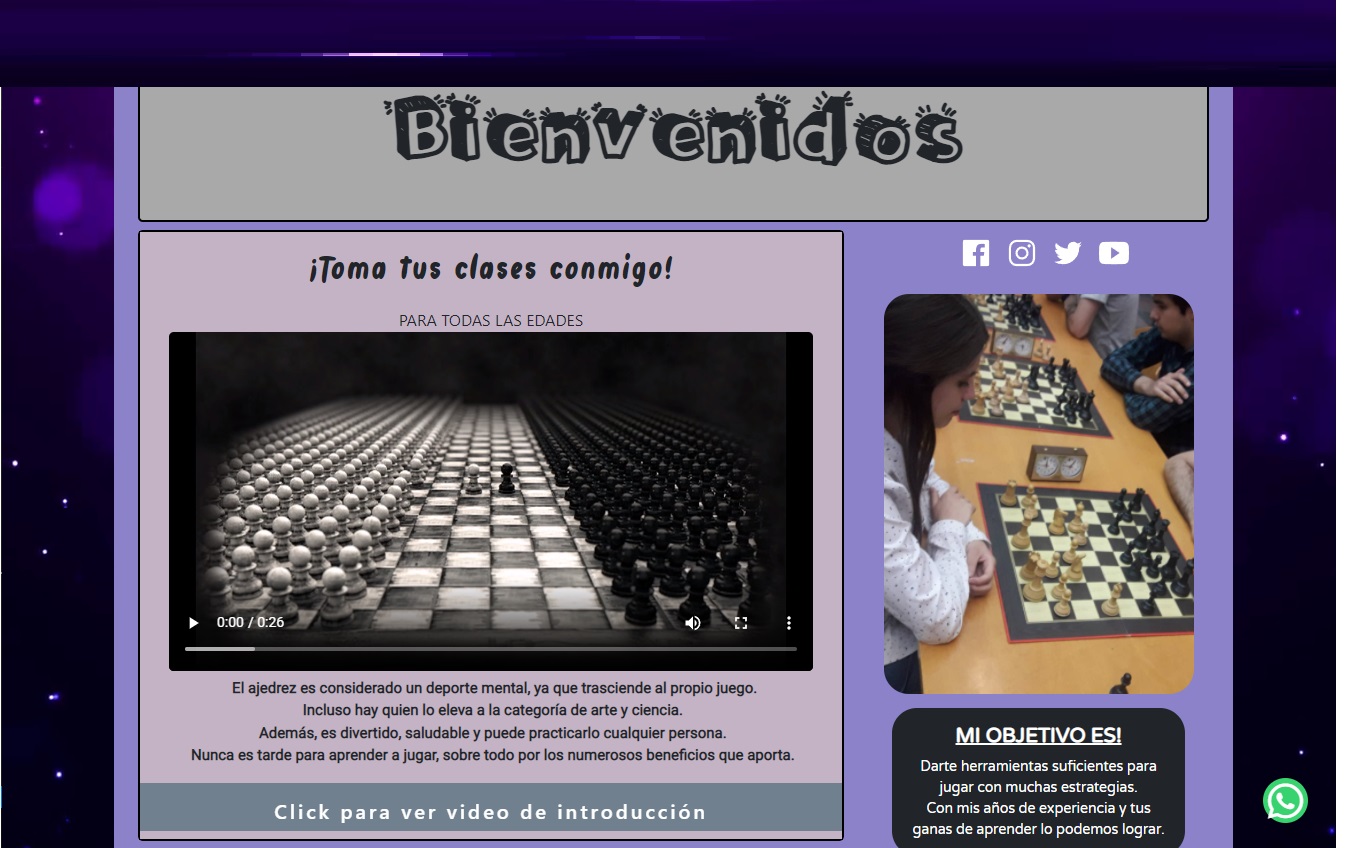 Bienvenidos
¡Toma tus clases conmigo!
PARA TODAS LAS EDADES
0:00 / 0:26
El ajedrez es considerado un deporte mental, ya que trasciende al propio juego.
Incluso hay quien lo eleva a la categoría de arte y ciencia.
Además, es divertido, saludable y puede practicarlo cualquier persona.
Nunca es tarde para aprender a jugar, sobre todo por los numerosos beneficios que aporta.
Click para ver video de introducción
MI OBJETIVO ES!
Darte herramientas suficientes para
jugar con muchas estrategias.
Con mis años de experiencia y tus
ganas de aprender lo podemos lograr.